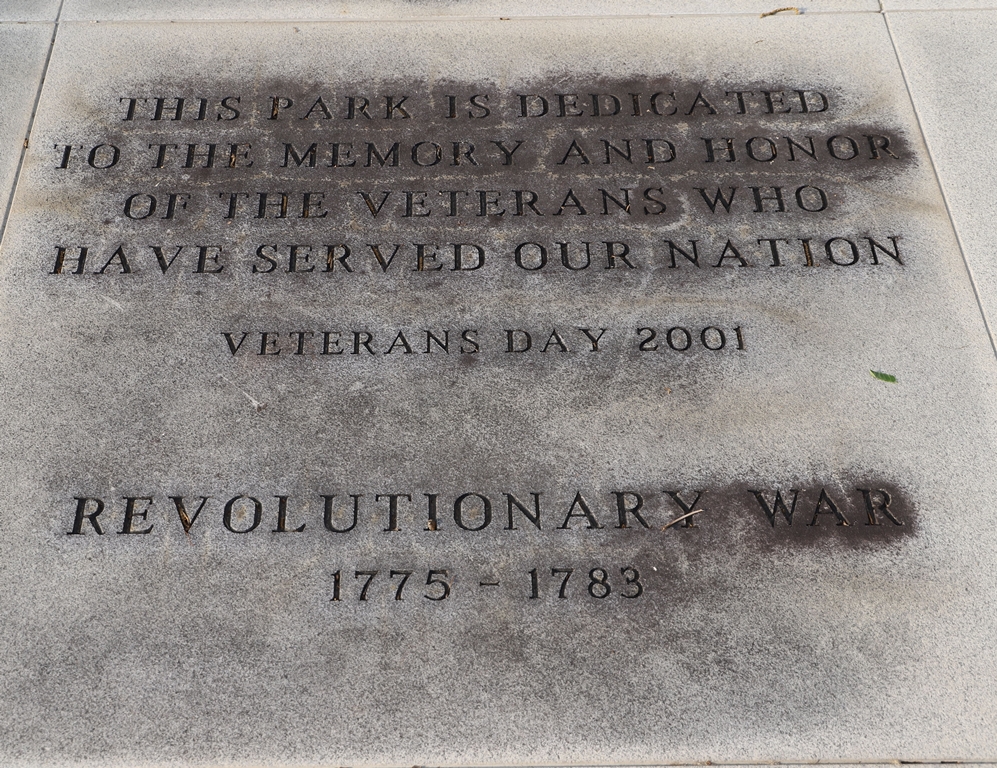 THIS PARK IS DEDICATED
TO THE MEMORY AND HONOR
OF THE VETERANS WHO
HAVE SERVED OUR NATION
VETERANS DAY 2001
REVOLUTIONARY WAR
1775 - 1783